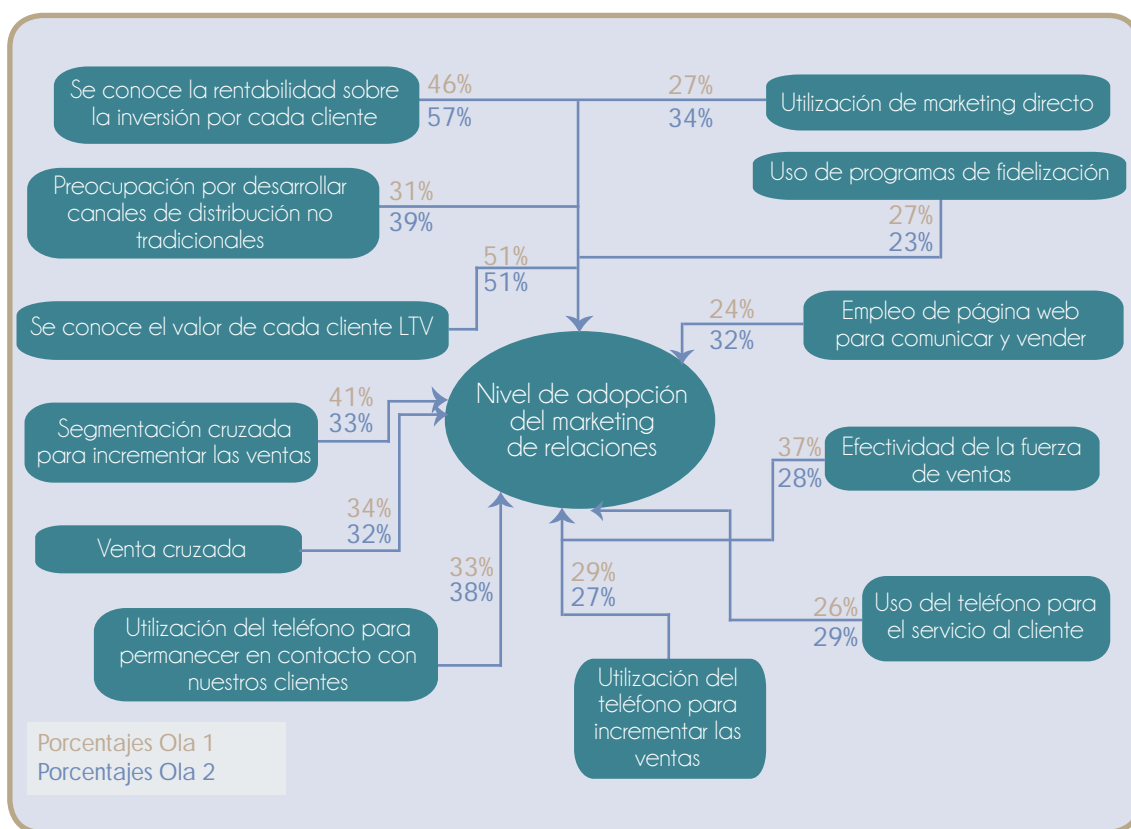 Se conoce la rentabilidad sobre
la inversión por cada cliente
46%
57%
27%
34%
Utilización de marketing directo
Preocupación por desarrollar
canales de distribución no
tradicionales
31%
39%
Uso de programas de fidelización
27%
23%
51%
51%
Se conoce el valor de cada cliente LTV
24%
32%
Empleo de página web
para comunicar y vender
Nivel de adopción
del marketing
de relaciones
Segmentación cruzada
para incrementar las ventas
41%
33%
37%
28%
Efectividad de la fuerza
de ventas
Venta cruzada
34%
32%
33%
38%
Utilización del teléfono para
permanecer en contacto con
nuestros clientes
29%
27%
Utilización del
teléfono para
incrementar las
ventas
26%
29%
Uso del teléfono para
el servicio al cliente
Porcentajes Ola 1
Porcentajes Ola 2